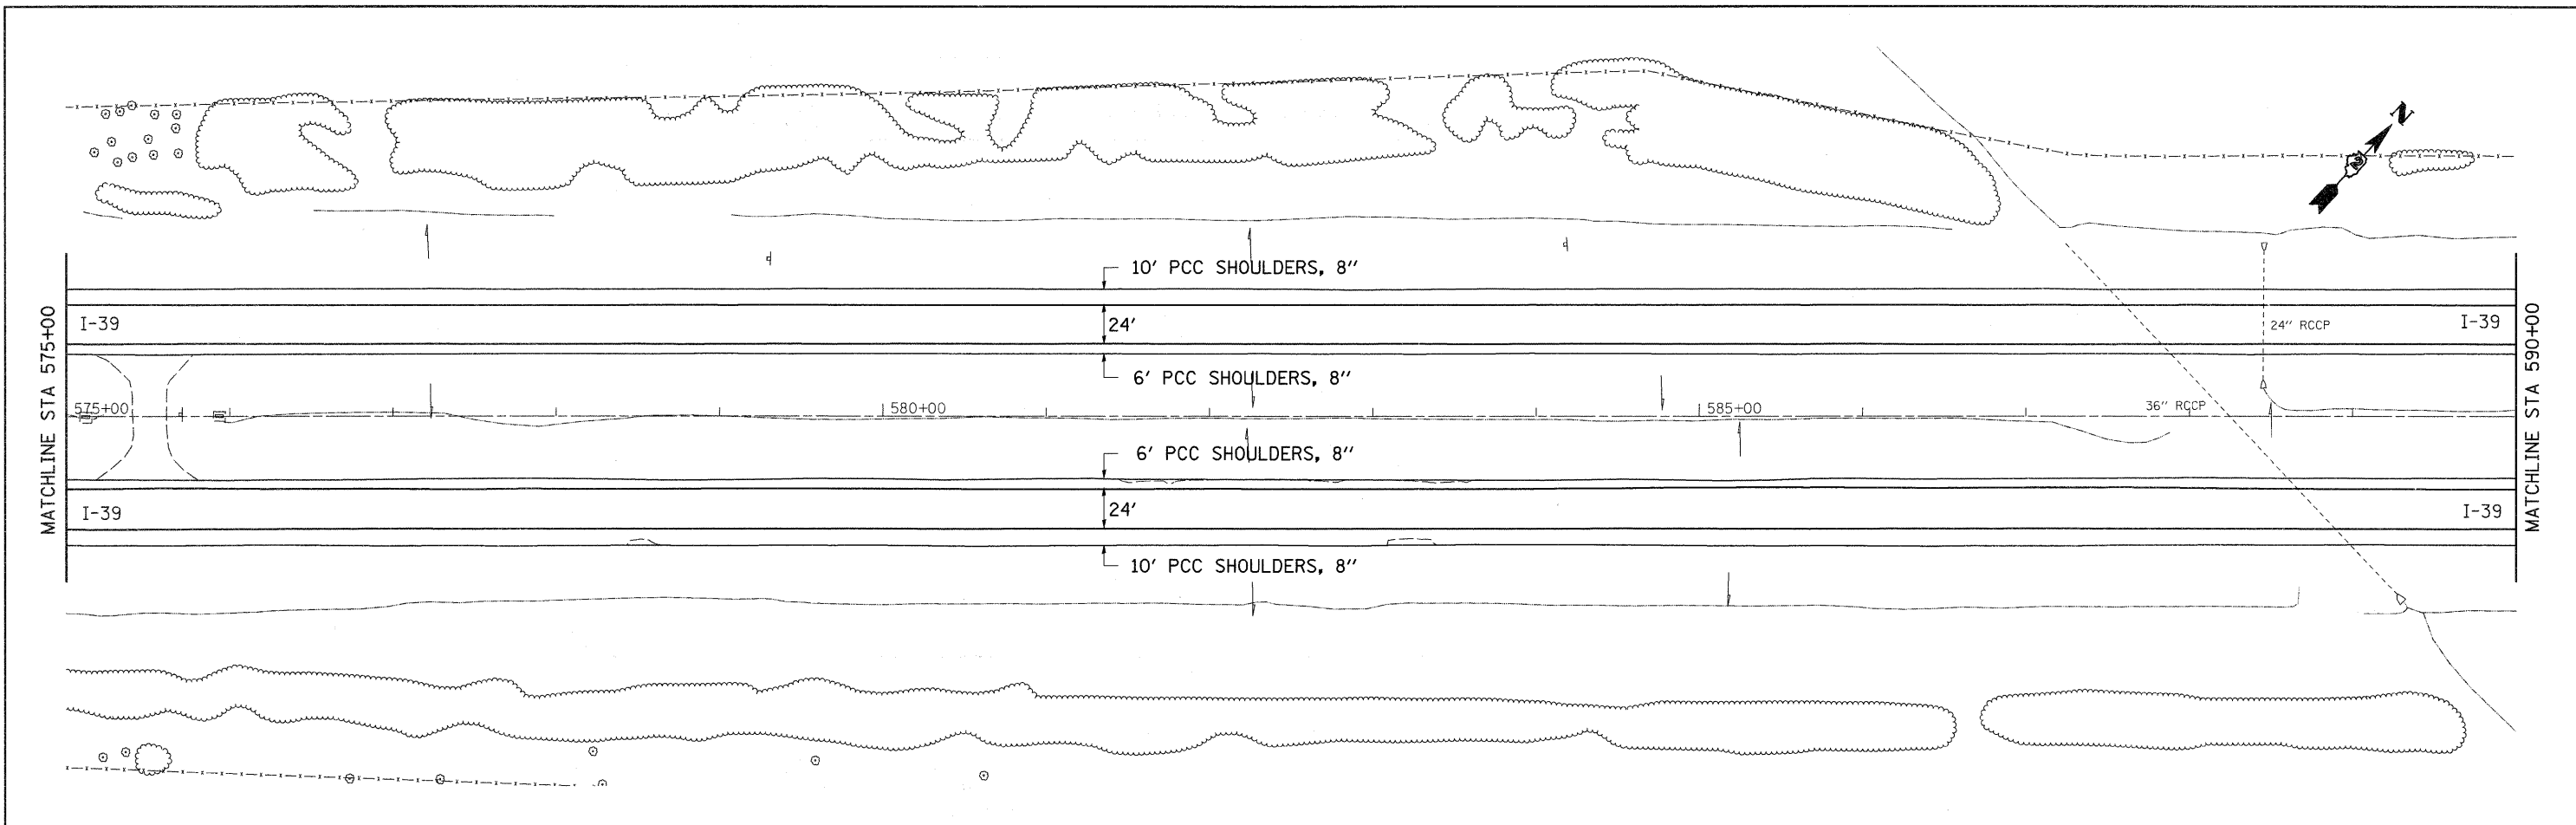 N
10' PCC SHOULDERS, 8"
MATCHLINE STA 575+00
I-39
24'
24" RCCP
I-39
MATCHLINE STA 590+00
6' PCC SHOULDERS, 8"
575+00
580+00
585+00
36" RCCP
6' PCC SHOULDERS, 8"
I-39
24'
I-39
10' PCC SHOULDERS, 8"